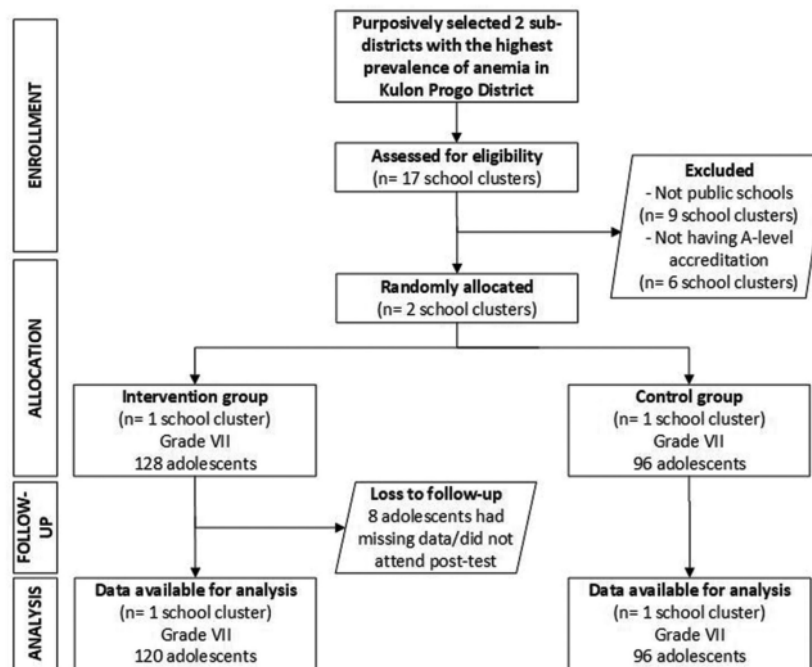 ENROLLMENT
Purposively selected 2 sub-
districts with the highest
prevalence of anemia in
Kulon Progo District
Assessed for eligibility
(n= 17 school clusters)
Excluded
- Not public schools
(n= 9 school clusters)
- Not having A-level
accreditation
(n= 6 school clusters)
ALLOCATION
Randomly allocated
(n= 2 school clusters)
Intervention group
(n= 1 school cluster)
Grade VII
128 adolescents
Control group
(n= 1 school cluster)
Grade VII
96 adolescents
FOLLOW-
UP
Loss to follow-up
8 adolescents had
missing data/did not
attend post-test
ANALYSIS
Data available for analysis
(n= 1 school cluster)
Grade VII
120 adolescents
Data available for analysis
(n= 1 school cluster)
Grade VII
96 adolescents